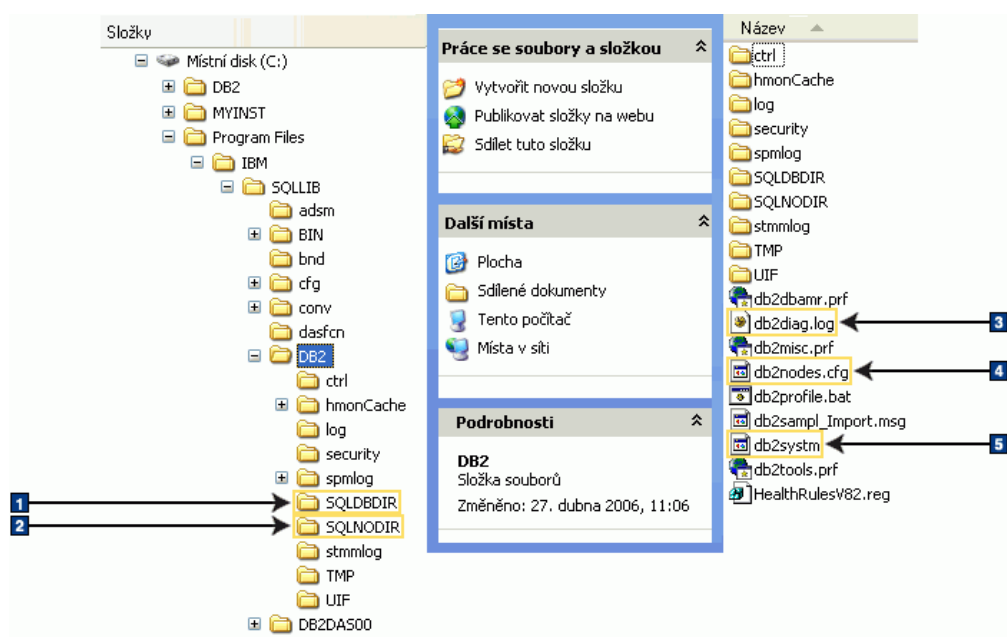 Složky
Místní disk (C:)
DB2
MYINST
Program Files
IBM
SQLLIB
adsm
BIN
bnd
cfg
conv
dasfcn
DB2
ctrl
hmonCache
log
security
spmlog
1 SQLDBDIR
2 SQLNODIR
stmmlog
TMP
UIF
DB2DAS00
Práce se soubory a složkou
Vytvořit novou složku
Publikovat složky na webu
Sdílet tuto složku
Další místa
Plocha
Sdílené dokumenty
Tento počítač
Místa v síti
Podrobnosti
DB2
Složka souborů
Změněno: 27. dubna 2006, 11:06
Název
ctrl
hmonCache
log
security
spmlog
SQLDBDIR
SQLNODIR
stmmlog
TMP
UIF
db2dbamr.prf
db2diag.log 3
db2misc.prf
db2nodes.cfg 4
db2profile.bat
db2sampl_Import.msg
db2systm 5
db2tools.prf
HealthRulesV82.reg